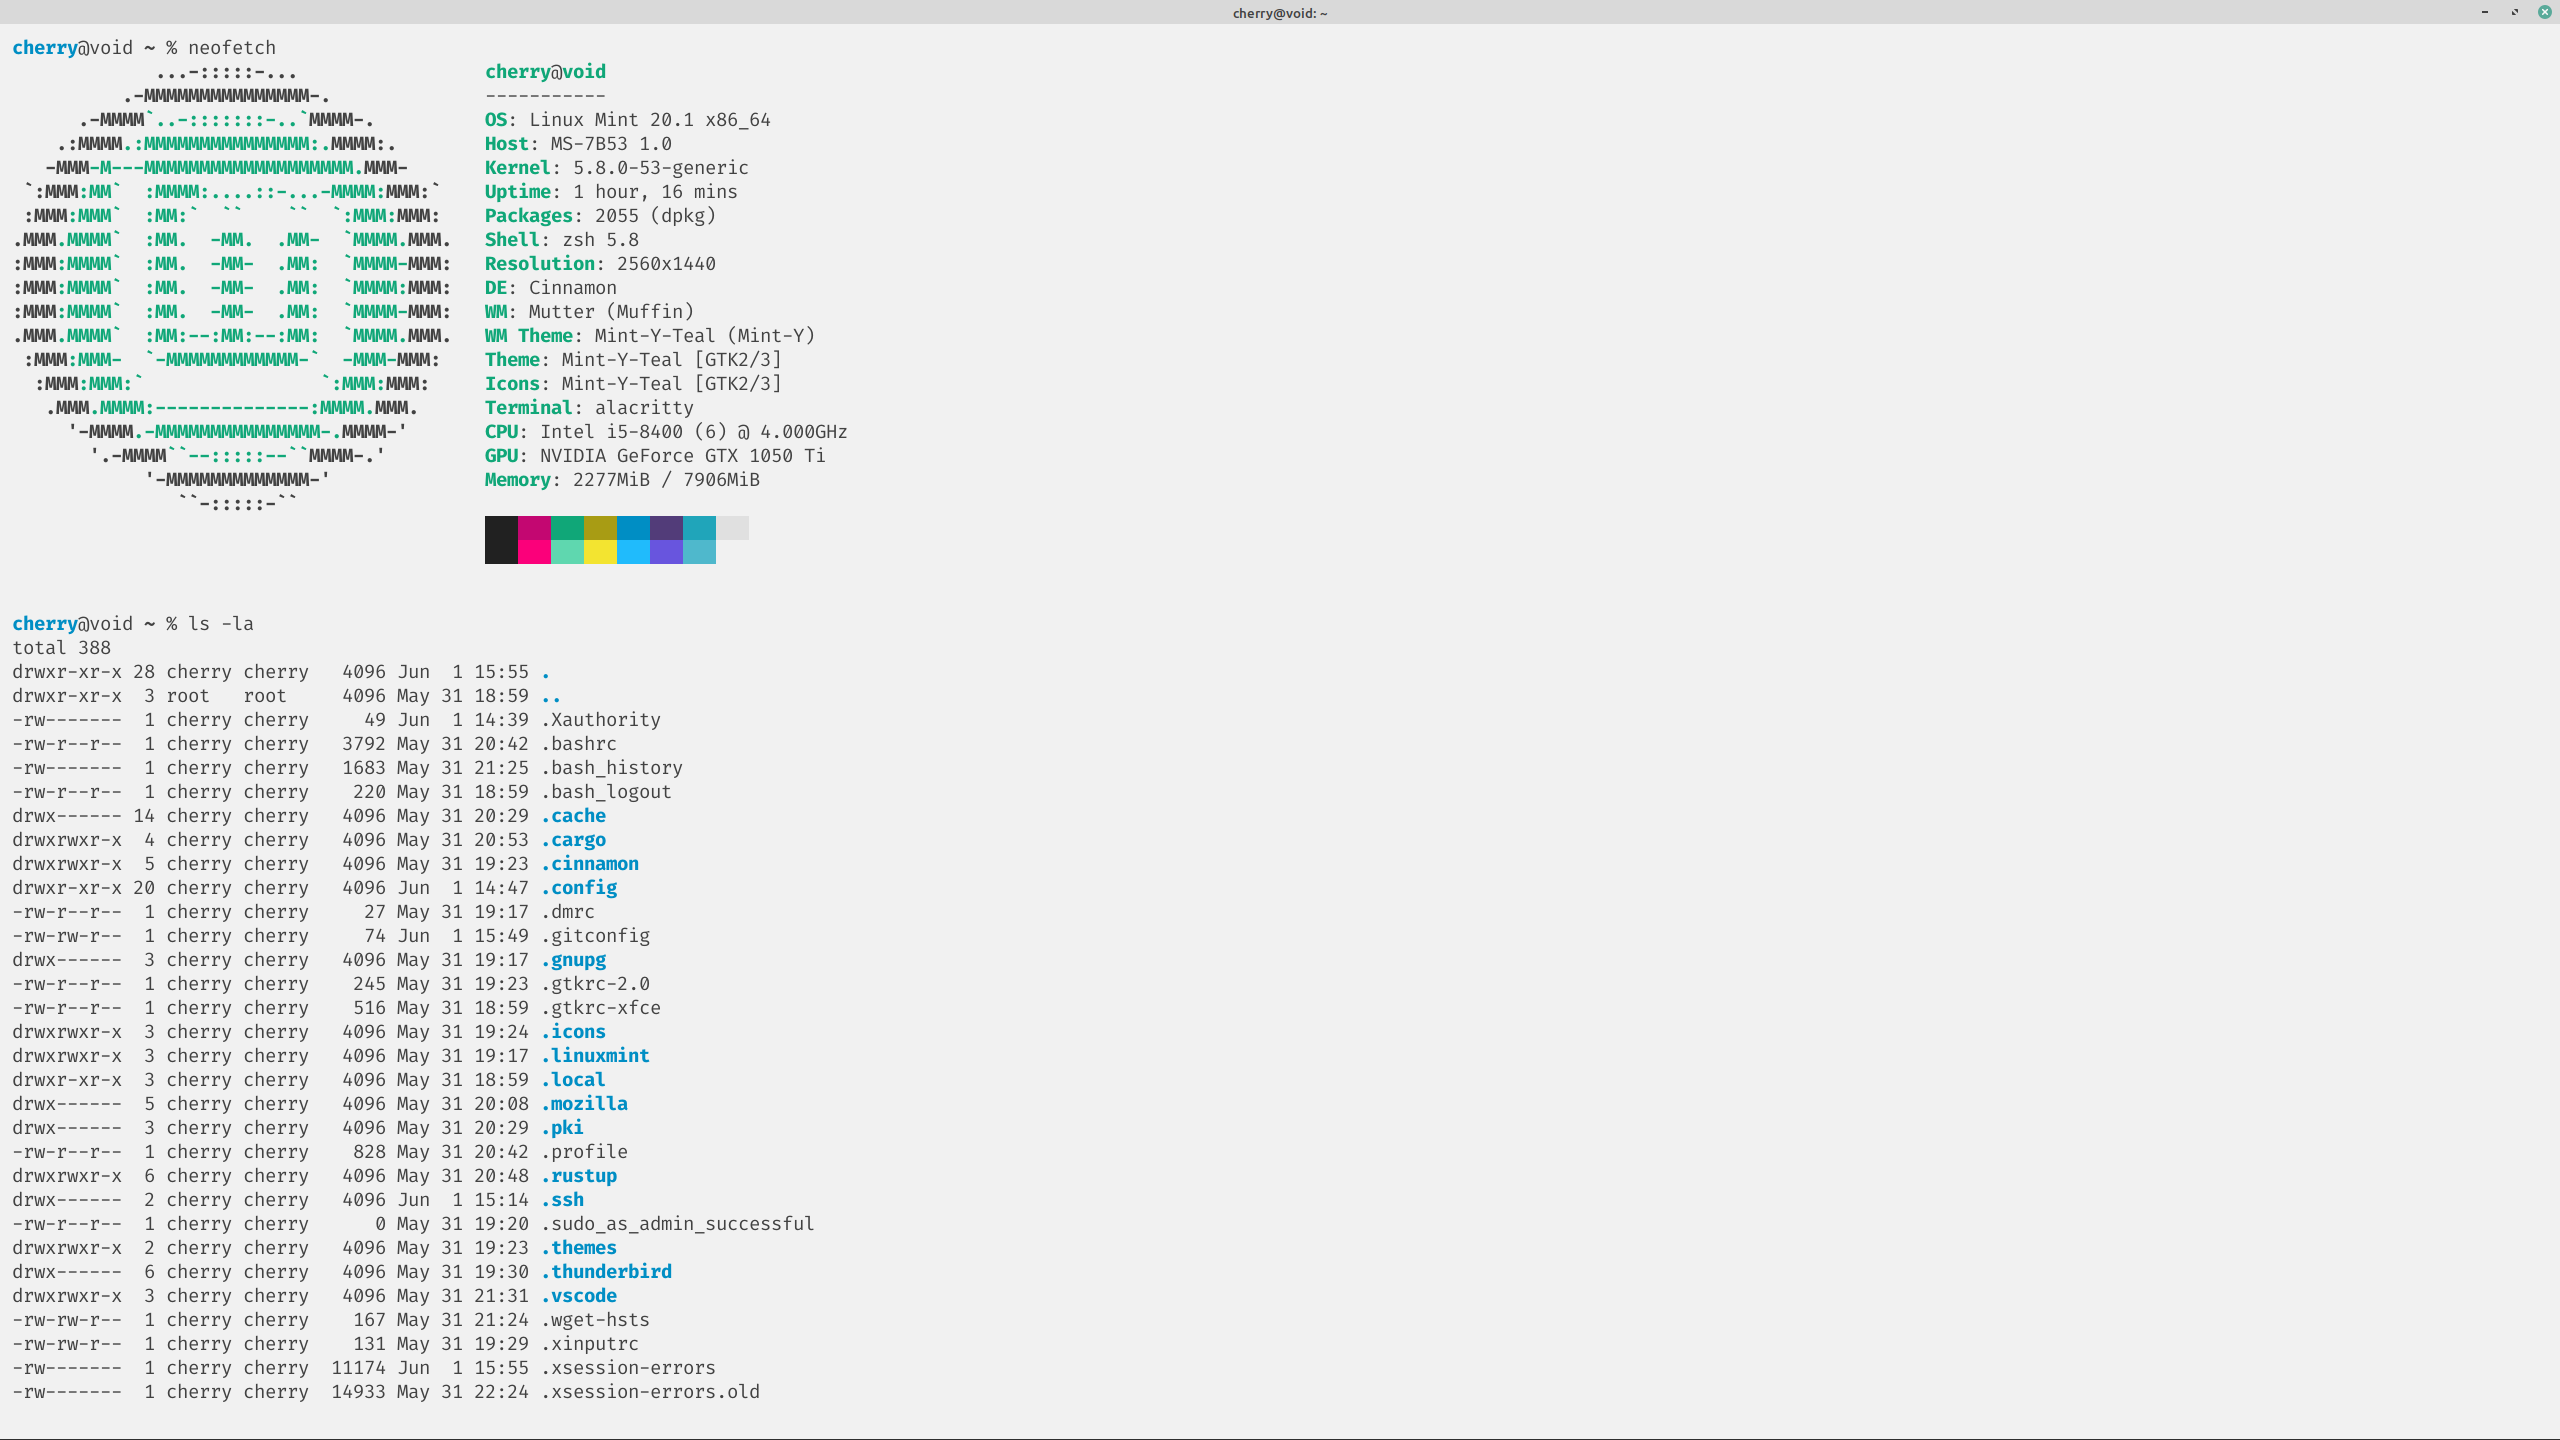 cherry@void: ~
cherry@void ~ % neofetch
             ...-:::::-...                 cherry@void
          .-MMMMMMMMMMMMMMM-.              -----------
      .-MMMM`..-:::::::-..`MMMM-.          OS: Linux Mint 20.1 x86_64
    .:MMMM.:MMMMMMMMMMMMMMM:.MMMM:.        Host: MS-7B53 1.0
   -MMM-M---MMMMMMMMMMMMMMMMMMM.MMM-       Kernel: 5.8.0-53-generic
 `:MMM:MM`  :MMMM:....::-...-MMMM:MMM:`    Uptime: 1 hour, 16 mins
 :MMM:MMM`  :MM:`  ``    ``  `:MMM:MMM:    Packages: 2055 (dpkg)
.MMM.MMMM`  :MM.  -MM.  .MM-  `MMMM.MMM.   Shell: zsh 5.8
:MMM:MMMM`  :MM.  -MM-  .MM:  `MMMM-MMM:   Resolution: 2560x1440
:MMM:MMMM`  :MM.  -MM-  .MM:  `MMMM:MMM:   DE: Cinnamon
:MMM:MMMM`  :MM.  -MM-  .MM:  `MMMM-MMM:   WM: Mutter (Muffin)
.MMM.MMMM`  :MM:--:MM:--:MM:  `MMMM.MMM.   WM Theme: Mint-Y-Teal (Mint-Y)
 :MMM:MMM-  `-MMMMMMMMMMMM-`  -MMM-MMM:    Theme: Mint-Y-Teal [GTK2/3]
  :MMM:MMM:`                `:MMM:MMM:     Icons: Mint-Y-Teal [GTK2/3]
   .MMM.MMMM:--------------:MMMM.MMM.      Terminal: alacritty
     '-MMMM.-MMMMMMMMMMMMMMM-.MMMM-'       CPU: Intel i5-8400 (6) @ 4.000GHz
       '.-MMMM``--:::::--``MMMM-.'         GPU: NVIDIA GeForce GTX 1050 Ti
            '-MMMMMMMMMMMMM-'              Memory: 2277MiB / 7906MiB
               ``-:::::-``
cherry@void ~ % ls -la
total 388
drwxr-xr-x 28 cherry cherry   4096 Jun  1 15:55 .
drwxr-xr-x  3 root   root     4096 May 31 18:59 ..
-rw-------  1 cherry cherry     49 Jun  1 14:39 .Xauthority
-rw-r--r--  1 cherry cherry   3792 May 31 20:42 .bashrc
-rw-------  1 cherry cherry   1683 May 31 21:25 .bash_history
-rw-r--r--  1 cherry cherry    220 May 31 18:59 .bash_logout
drwx------ 14 cherry cherry   4096 May 31 20:29 .cache
drwxrwxr-x  4 cherry cherry   4096 May 31 20:53 .cargo
drwxrwxr-x  5 cherry cherry   4096 May 31 19:23 .cinnamon
drwxr-xr-x 20 cherry cherry   4096 Jun  1 14:47 .config
-rw-r--r--  1 cherry cherry     27 May 31 19:17 .dmrc
-rw-rw-r--  1 cherry cherry     74 Jun  1 15:49 .gitconfig
drwx------  3 cherry cherry   4096 May 31 19:17 .gnupg
-rw-r--r--  1 cherry cherry    245 May 31 19:23 .gtkrc-2.0
-rw-r--r--  1 cherry cherry    516 May 31 18:59 .gtkrc-xfce
drwxrwxr-x  3 cherry cherry   4096 May 31 19:24 .icons
drwxrwxr-x  3 cherry cherry   4096 May 31 19:17 .linuxmint
drwxr-xr-x  3 cherry cherry   4096 May 31 18:59 .local
drwx------  5 cherry cherry   4096 May 31 20:08 .mozilla
drwx------  3 cherry cherry   4096 May 31 20:29 .pki
-rw-r--r--  1 cherry cherry    828 May 31 20:42 .profile
drwxrwxr-x  6 cherry cherry   4096 May 31 20:48 .rustup
drwx------  2 cherry cherry   4096 Jun  1 15:14 .ssh
-rw-r--r--  1 cherry cherry      0 May 31 19:20 .sudo_as_admin_successful
drwxrwxr-x  2 cherry cherry   4096 May 31 19:23 .themes
drwx------  6 cherry cherry   4096 May 31 19:30 .thunderbird
drwxrwxr-x  3 cherry cherry   4096 May 31 21:31 .vscode
-rw-rw-r--  1 cherry cherry    167 May 31 21:24 .wget-hsts
-rw-rw-r--  1 cherry cherry    131 May 31 19:29 .xinputrc
-rw-------  1 cherry cherry  11174 Jun  1 15:55 .xsession-errors
-rw-------  1 cherry cherry  14933 May 31 22:24 .xsession-errors.old